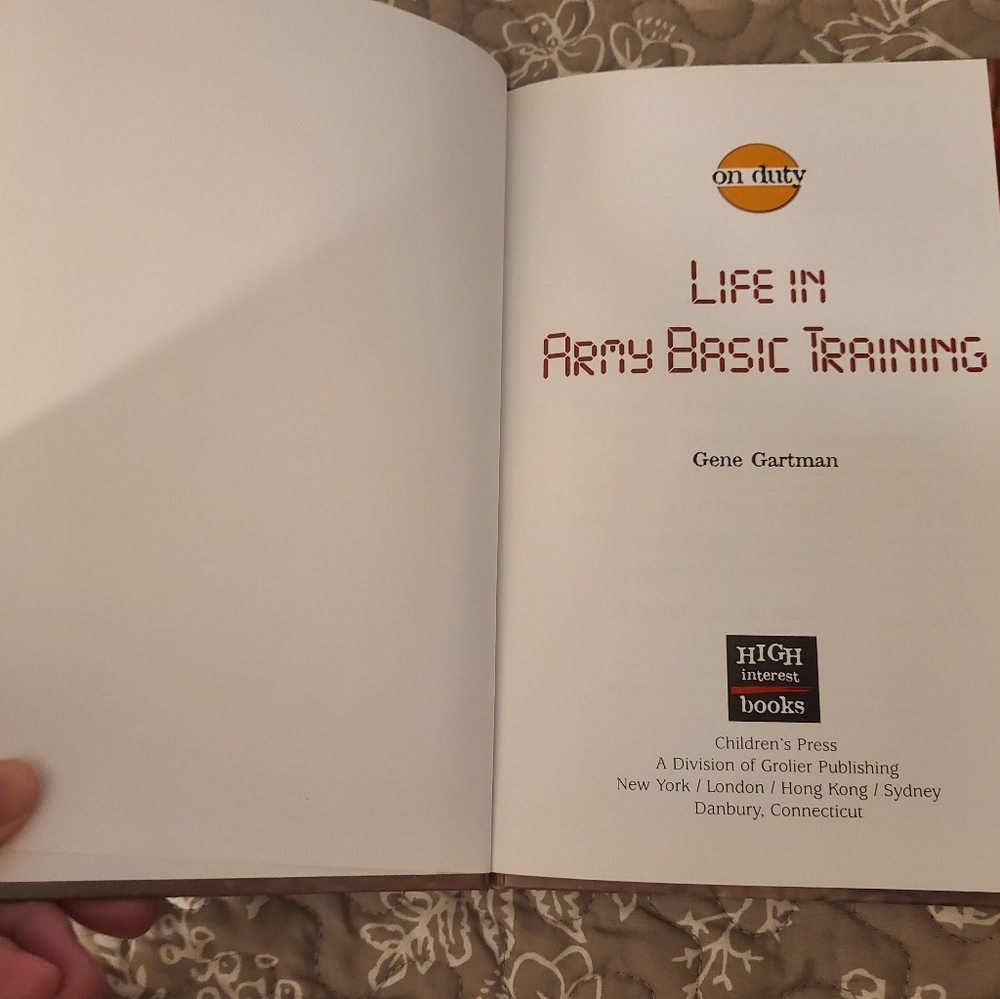 on duty
Life in
Army Basic Training
Gene Gartman
HIGH
interest
books
Children's Press
A Division of Grolier Publishing
New York / London / Hong Kong / Sydney
Danbury, Connecticut